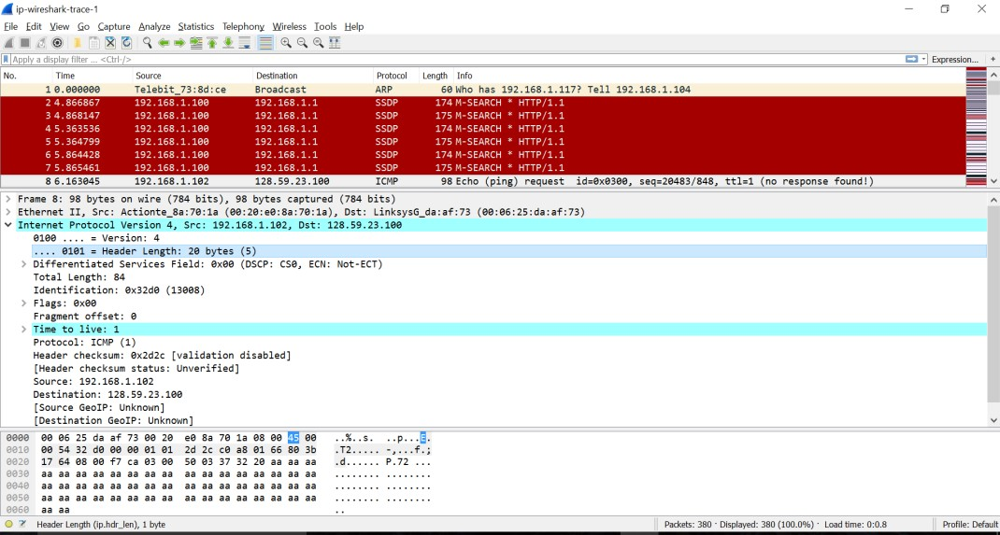 ip-wireshark-trace-1
File Edit View Go Capture Analyze Statistics Telephony Wireless Tools Help
Apply a display filter ... <Ctrl-/> Expression... +
No. Time Source Destination Protocol Length Info
1 0.000000 Telebit_73:8d:ce Broadcast ARP 60 Who has 192.168.1.117? Tell 192.168.1.104
2 4.866867 192.168.1.100 192.168.1.1 SSDP 174 M-SEARCH * HTTP/1.1
3 4.868147 192.168.1.100 192.168.1.1 SSDP 175 M-SEARCH * HTTP/1.1
4 5.363536 192.168.1.100 192.168.1.1 SSDP 174 M-SEARCH * HTTP/1.1
5 5.364799 192.168.1.100 192.168.1.1 SSDP 175 M-SEARCH * HTTP/1.1
6 5.864428 192.168.1.100 192.168.1.1 SSDP 174 M-SEARCH * HTTP/1.1
7 5.865461 192.168.1.100 192.168.1.1 SSDP 175 M-SEARCH * HTTP/1.1
8 6.163045 192.168.1.102 128.59.23.100 ICMP 98 Echo (ping) request id=0x0300, seq=20483/848, ttl=1 (no response found!)
Frame 8: 98 bytes on wire (784 bits), 98 bytes captured (784 bits)
Ethernet II, Src: Actionte_8a:70:1a (00:20:e0:8a:70:1a), Dst: LinksysG_da:af:73 (00:06:25:da:af:73)
Internet Protocol Version 4, Src: 192.168.1.102, Dst: 128.59.23.100
0100 .... = Version: 4
.... 0101 = Header Length: 20 bytes (5)
Differentiated Services Field: 0x00 (DSCP: CS0, ECN: Not-ECT)
Total Length: 84
Identification: 0x32d0 (13008)
Flags: 0x00
Fragment offset: 0
Time to live: 1
Protocol: ICMP (1)
Header checksum: 0x2d2c [validation disabled]
[Header checksum status: Unverified]
Source: 192.168.1.102
Destination: 128.59.23.100
[Source GeoIP: Unknown]
[Destination GeoIP: Unknown]
0000 00 06 25 da af 73 00 20 e0 8a 70 1a 08 00 45 00 ..%..s. ..p...E.
0010 00 54 32 d0 00 00 01 01 2d 2c c0 a8 01 66 80 3b .T2..... -,...f.;
0020 17 64 08 00 f7 ca 03 00 50 03 37 32 20 aa aa aa .d...... P.72 ...
0030 aa aa aa aa aa aa aa aa aa aa aa aa aa aa aa aa ........ ........
0040 aa aa aa aa aa aa aa aa aa aa aa aa aa aa aa aa ........ ........
0050 aa aa aa aa aa aa aa aa aa aa aa aa aa aa aa aa ........ ........
0060 aa aa ..
Header Length (ip.hdr_len), 1 byte Packets: 380 · Displayed: 380 (100.0%) · Load time: 0:0.8 Profile: Default